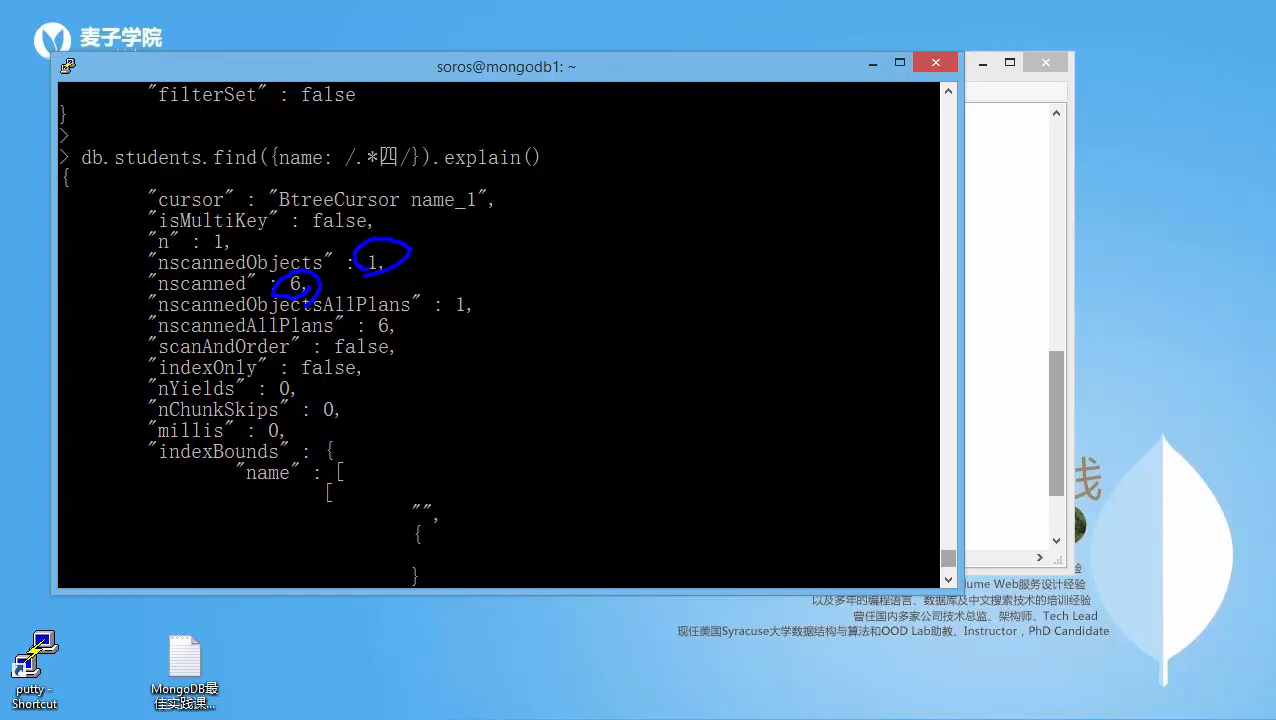 麦子学院
soros@mongodb1: ~
"filterSet" : false
}
>
> db.students.find({name: /.*四/}).explain()
{
"cursor" : "BtreeCursor name_1",
"isMultiKey" : false,
"n" : 1,
"nscannedObjects" : 1,
"nscanned" : 6,
"nscannedObjectsAllPlans" : 1,
"nscannedAllPlans" : 6,
"scanAndOrder" : false,
"indexOnly" : false,
"nYields" : 0,
"nChunkSkips" : 0,
"millis" : 0,
"indexBounds" : {
"name" : [
[
"",
{
}
lume Web服务设计经验
以及多年的编程语言、数据库及中文搜索技术的培训经验
曾任国内多家公司技术总监、架构师、Tech Lead
现任美国Syracuse大学数据结构与算法和OOD Lab助教、Instructor，PhD Candidate
putty -
Shortcut
MongoDB最
佳实践课...